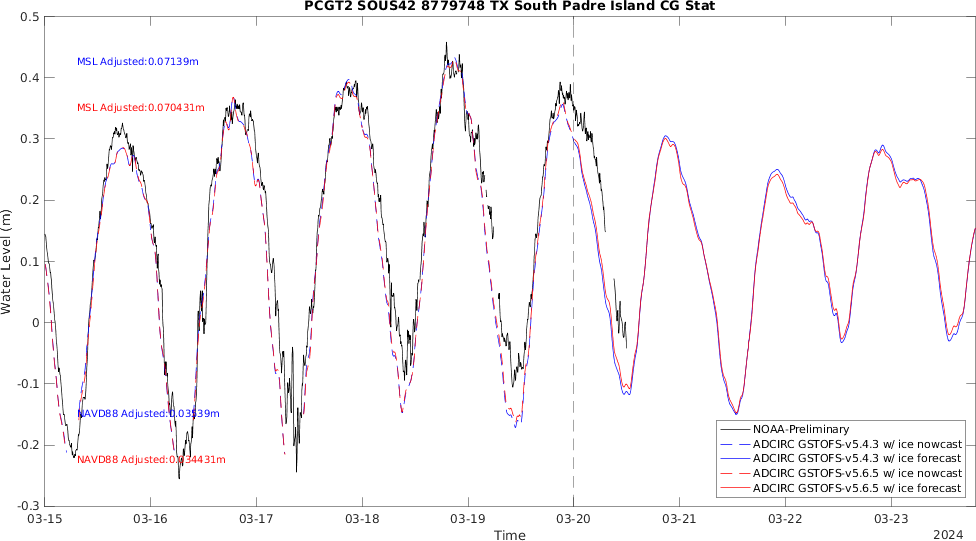 PCGT2 SOUS42 8779748 TX South Padre Island CG Stat
0.5
0.4
0.3
0.2
0.1
0
-0.1
-0.2
-0.3
Water Level (m)
MSL Adjusted:0.07139m
MSL Adjusted:0.070431m
NAVD88 Adjusted:0.03539m
NAVD88 Adjusted:0.034431m
NOAA-Preliminary
ADCIRC GSTOFS-v5.4.3 w/ ice nowcast
ADCIRC GSTOFS-v5.4.3 w/ ice forecast
ADCIRC GSTOFS-v5.6.5 w/ ice nowcast
ADCIRC GSTOFS-v5.6.5 w/ ice forecast
03-15 03-16 03-17 03-18 03-19 03-20 03-21 03-22 03-23
Time
2024